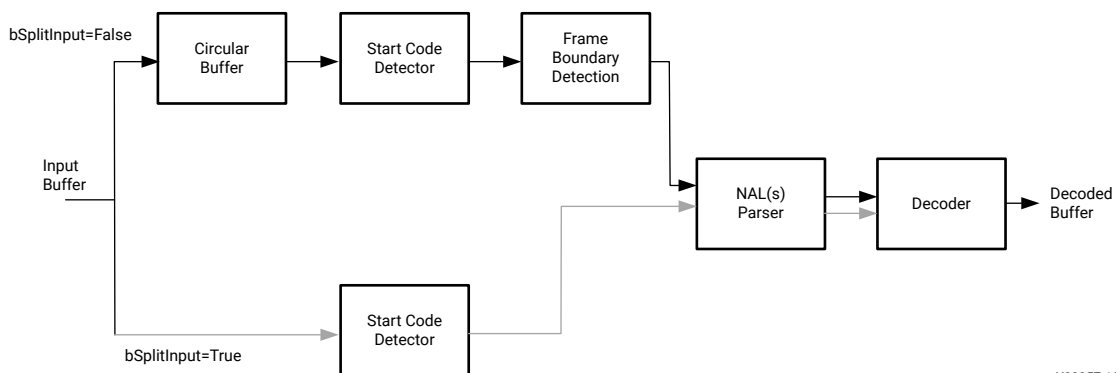 bSplitInput=False
Circular
Buffer
Start Code
Detector
Frame
Boundary
Detection
Input
Buffer
NAL(s)
Parser
Decoder
Decoded
Buffer
Start Code
Detector
bSplitInput=True